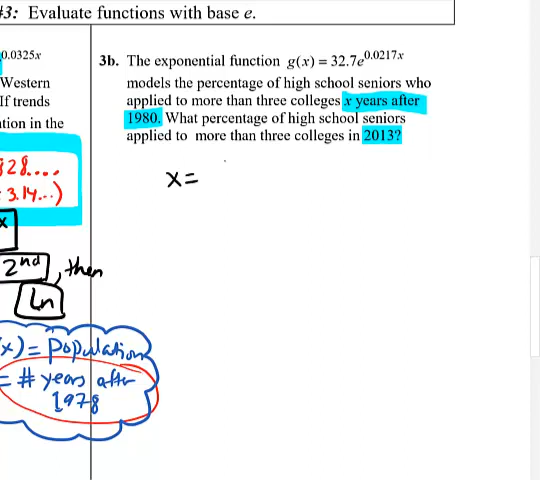 #3: Evaluate functions with base e.
0.0325x
Western
If trends
ation in the
828....
3.14...)
x
2nd, then
Ln
x) = population
= # years after
1978
3b. The exponential function g(x) = 32.7e^0.0217x
models the percentage of high school seniors who
applied to more than three colleges x years after
1980. What percentage of high school seniors
applied to more than three colleges in 2013?
x=